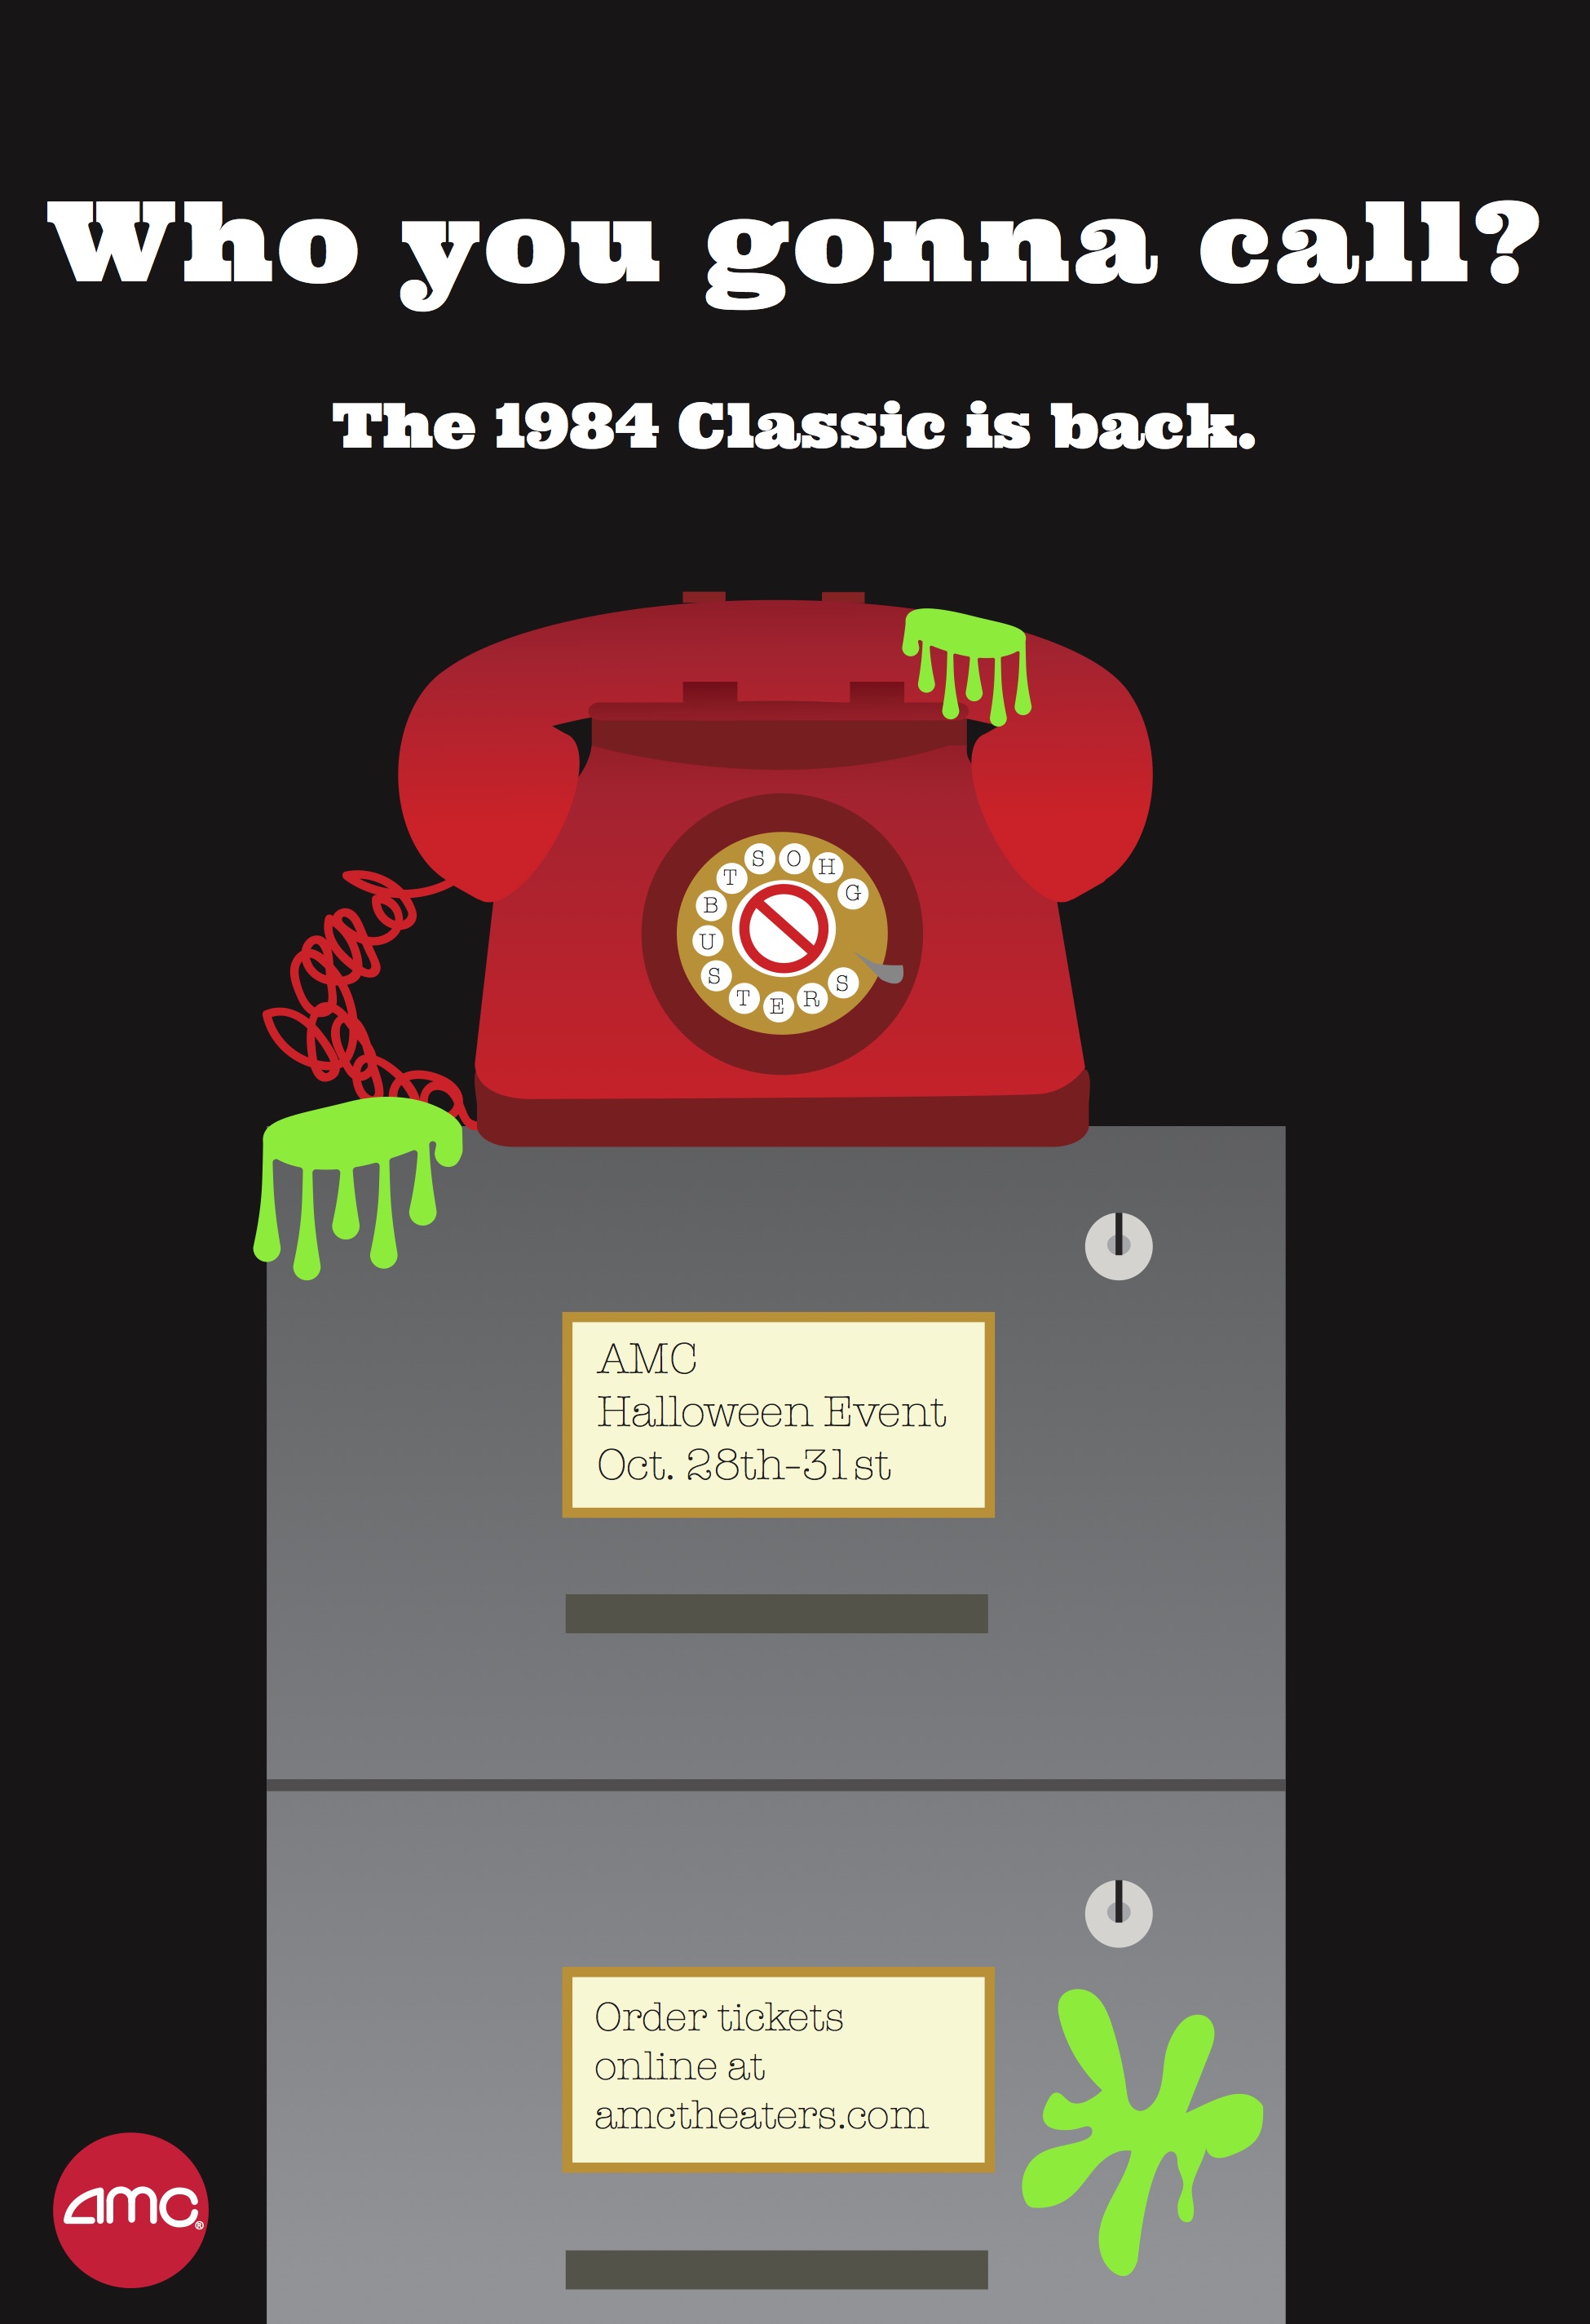 Who you gonna call?
The 1984 Classic is back.
GHOSTBUSTERS
AMC
Halloween Event
Oct. 28th-31st
Order tickets
online at
amctheaters.com
amc®